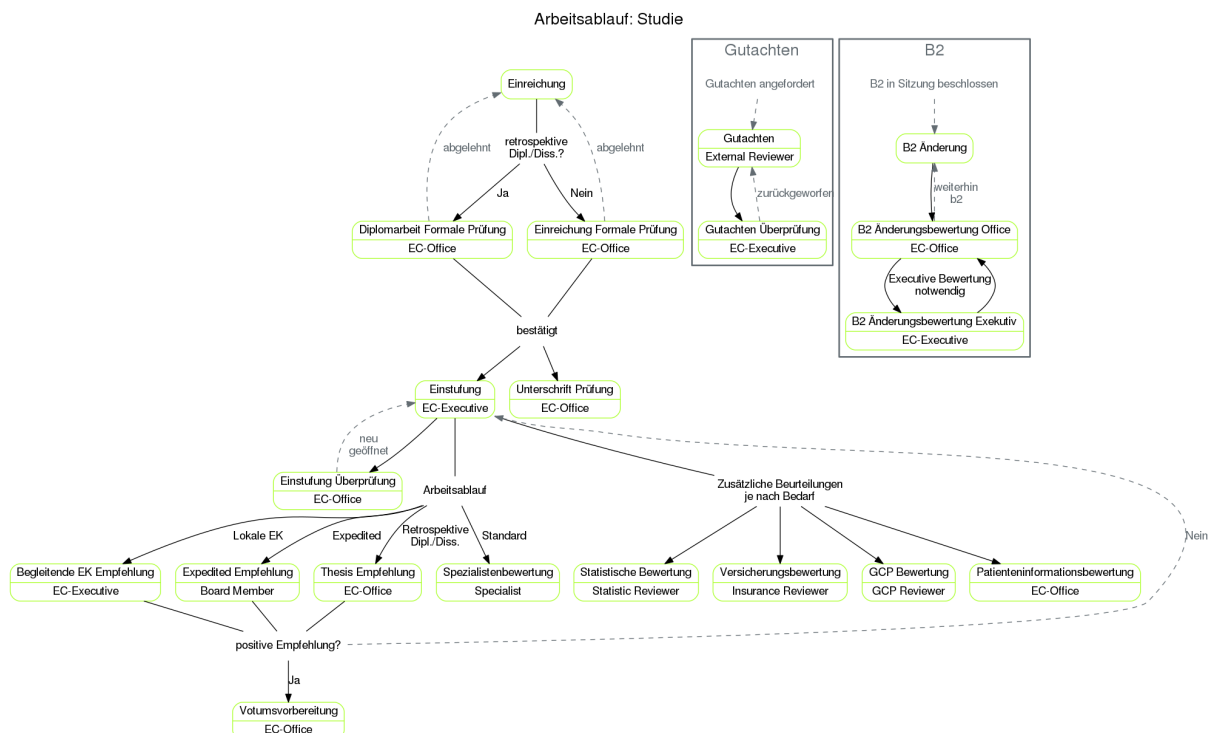 Arbeitsablauf: Studie
Gutachten
B2
Einreichung
Gutachten angefordert
B2 in Sitzung beschlossen
abgelehnt
retrospektive
Dipl./Diss.?
abgelehnt
Gutachten
External Reviewer
B2 Änderung
Ja
Nein
zurückgeworfen
weiterhin
b2
Diplomarbeit Formale Prüfung
EC-Office
Einreichung Formale Prüfung
EC-Office
Gutachten Überprüfung
EC-Executive
B2 Änderungsbewertung Office
EC-Office
Executive Bewertung
notwendig
bestätigt
B2 Änderungsbewertung Exekutiv
EC-Executive
Einstufung
EC-Executive
Unterschrift Prüfung
EC-Office
neu
geöffnet
Einstufung Überprüfung
EC-Office
Arbeitsablauf
Zusätzliche Beurteilungen
je nach Bedarf
Lokale EK
Expedited
Retrospektive
Dipl./Diss.
Standard
Nein
Begleitende EK Empfehlung
EC-Executive
Expedited Empfehlung
Board Member
Thesis Empfehlung
EC-Office
Spezialistenbewertung
Specialist
Statistische Bewertung
Statistic Reviewer
Versicherungsbewertung
Insurance Reviewer
GCP Bewertung
GCP Reviewer
Patienteninformationsbewertung
EC-Office
positive Empfehlung?
Ja
Votumsvorbereitung
EC-Office